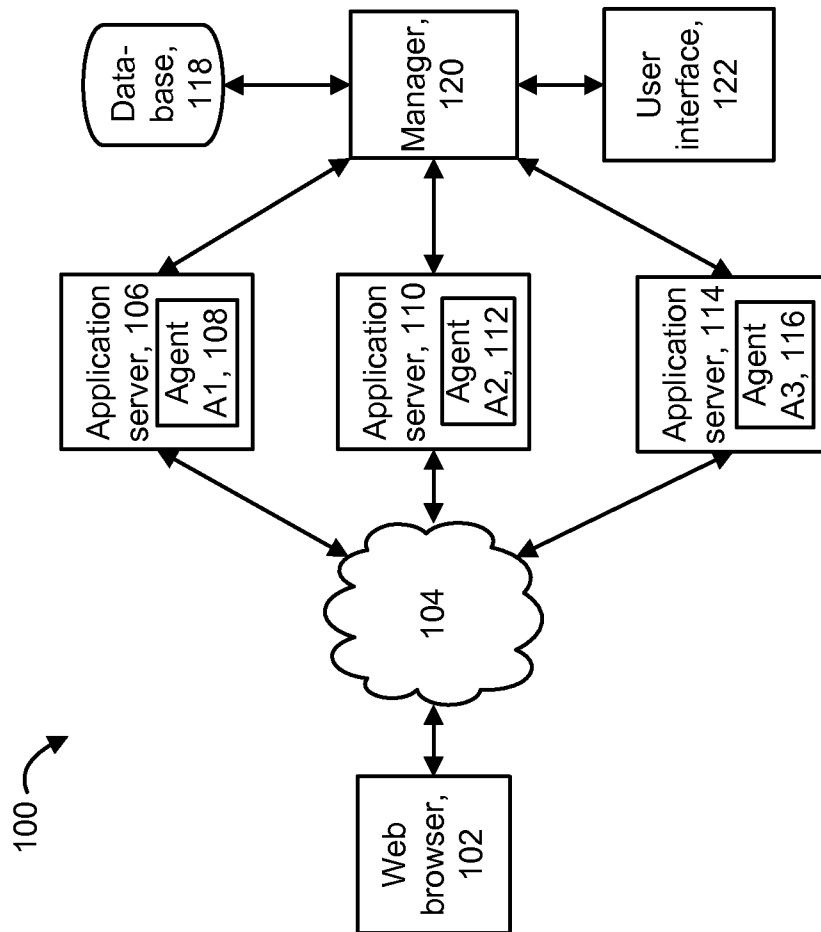 100
Web
browser,
102
104
Application
server, 106
Agent
A1, 108
Application
server, 110
Agent
A2, 112
Application
server, 114
Agent
A3, 116
Data-
base,
118
Manager,
120
User
interface,
122